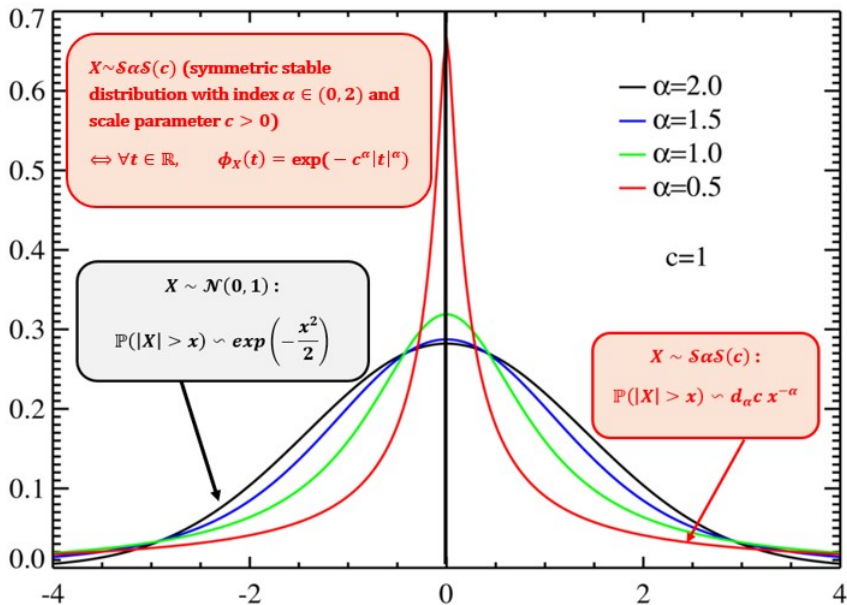 0.7
0.6
0.5
0.4
0.3
0.2
0.1
0.0
X~𝒮α𝒮(c) (symmetric stable
distribution with index α ∈ (0, 2) and
scale parameter c > 0)
⟺ ∀t ∈ ℝ, ϕ_X(t) = exp(− c^α|t|^α)
α=2.0
α=1.5
α=1.0
α=0.5
c=1
X ~ 𝒩(0, 1) :
ℙ(|X| > x) ∽ exp(−x²/2)
X ~ 𝒮α𝒮(c) :
ℙ(|X| > x) ∽ d_α c x^−α
-4 -2 0 2 4